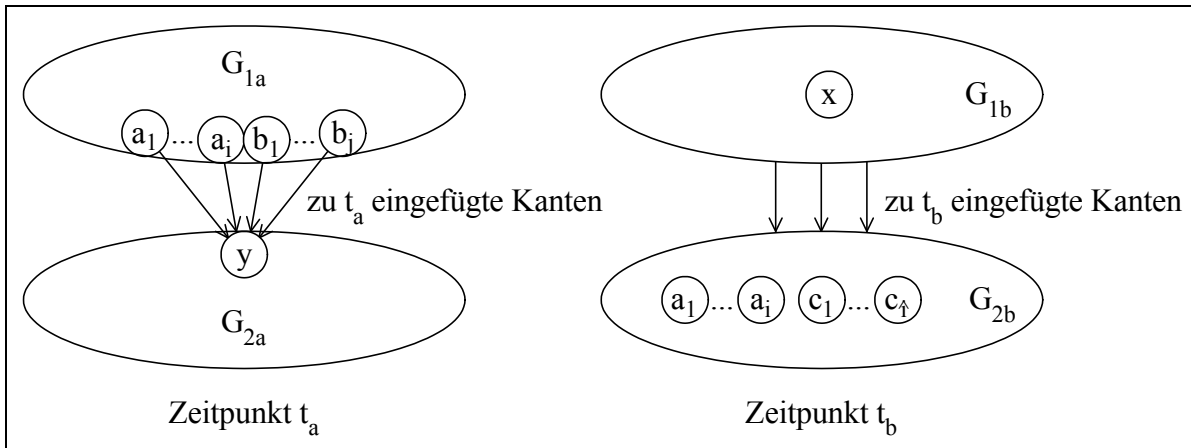 G1a
a1 ... ai b1 ... bj
zu ta eingefügte Kanten
y
G2a
Zeitpunkt ta
x
G1b
zu tb eingefügte Kanten
a1 ... ai c1 ... cî
G2b
Zeitpunkt tb